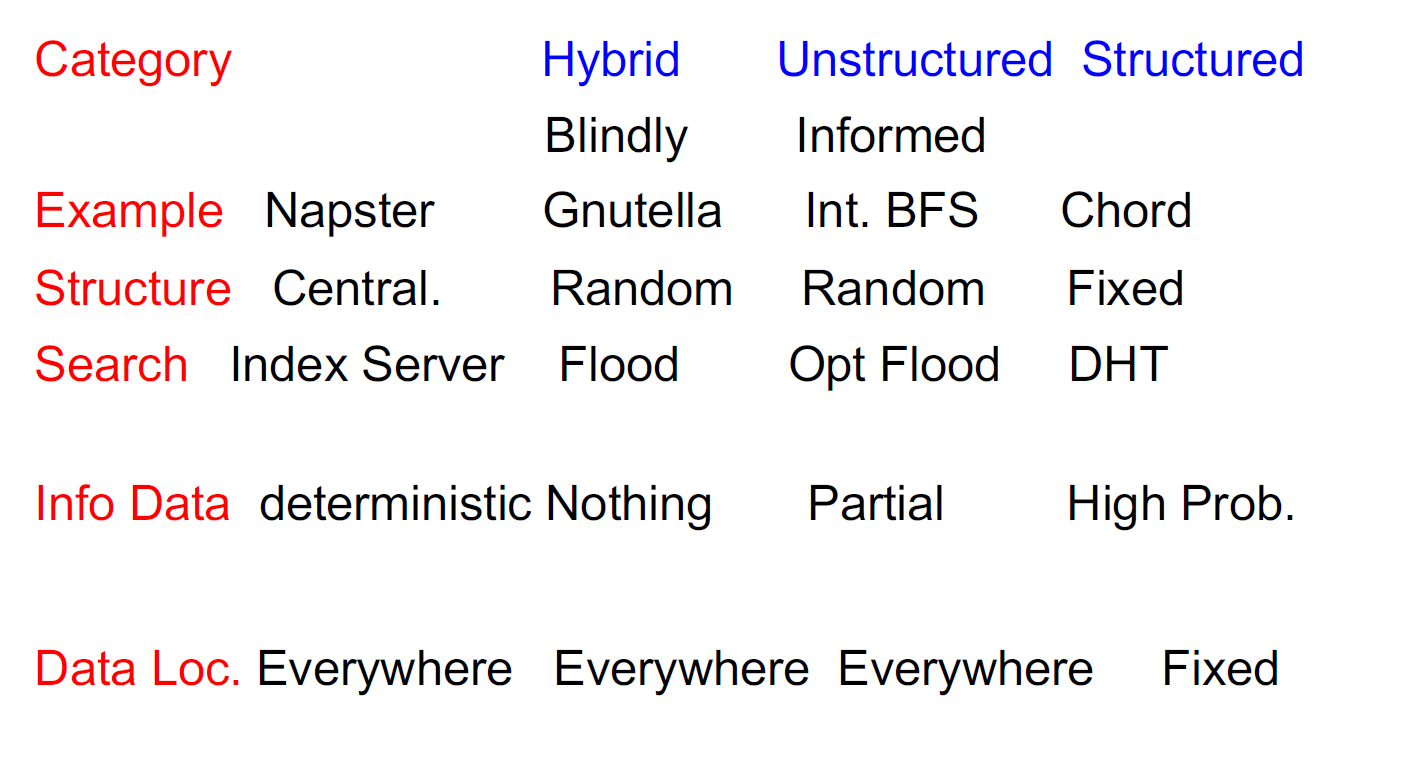 Category Hybrid Unstructured Structured
Blindly Informed
Example Napster Gnutella Int. BFS Chord
Structure Central. Random Random Fixed
Search Index Server Flood Opt Flood DHT
Info Data deterministic Nothing Partial High Prob.
Data Loc. Everywhere Everywhere Everywhere Fixed